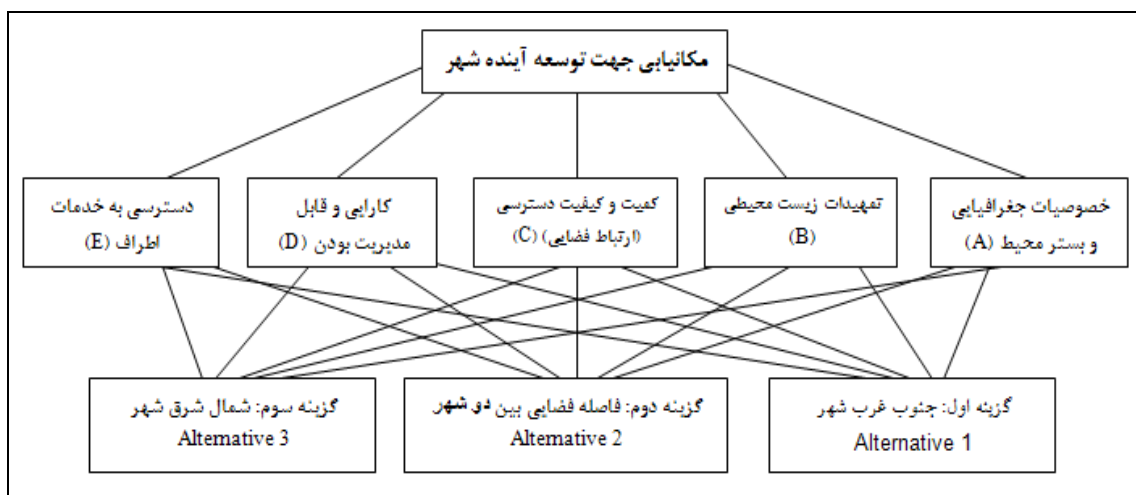 مکانیابی جهت توسعه آینده شهر
خصوصیات جغرافیایی
و بستر محیط (A)
تمهیدات زیست محیطی
(B)
کمیت و کیفیت دسترسی
(ارتباط فضایی) (C)
کارایی و قابل
مدیریت بودن (D)
دسترسی به خدمات
اطراف (E)
گزینه اول: جنوب غرب شهر
Alternative 1
گزینه دوم: فاصله فضایی بین دو شهر
Alternative 2
گزینه سوم: شمال شرق شهر
Alternative 3